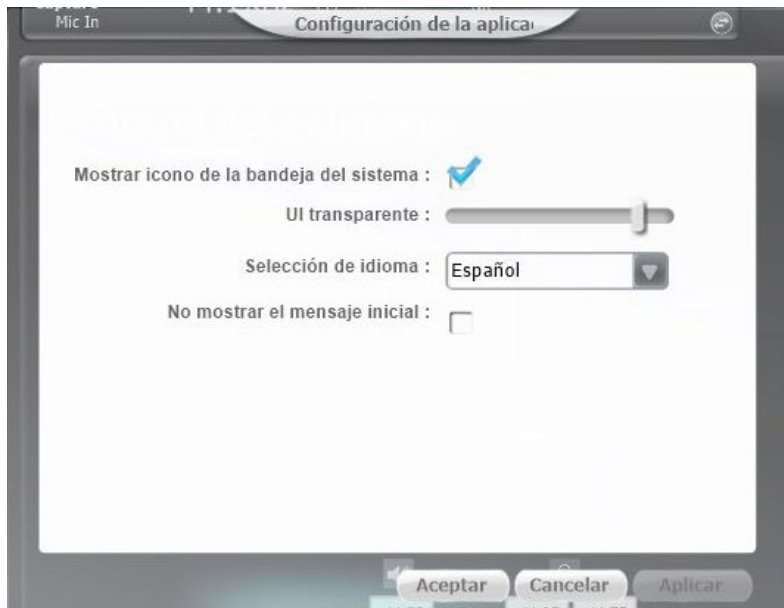 Mic In
Configuración de la aplica
Mostrar icono de la bandeja del sistema :
UI transparente :
Selección de idioma :
Español
No mostrar el mensaje inicial :
Aceptar
Cancelar
Aplicar